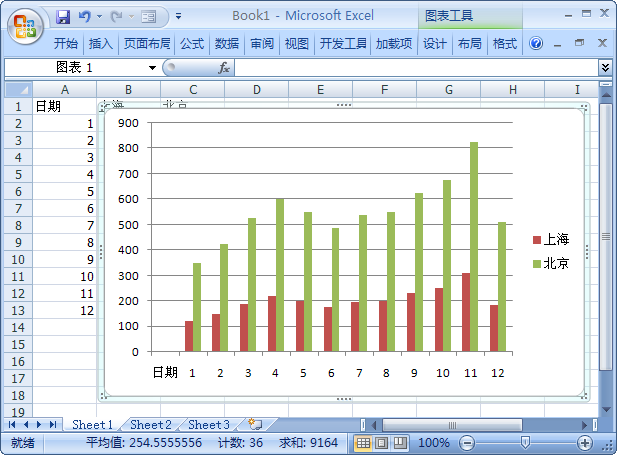 Book1 - Microsoft Excel 图表工具
开始 插入 页面布局 公式 数据 审阅 视图 开发工具 加载项 设计 布局 格式
图表 1 fx
A B C D E F G H I
1 日期 上海 北京
2 1
3 2
4 3
5 4
6 5
7 6
8 7
9 8
10 9
11 10
12 11
13 12
14
15
16
17
18
900
800
700
600
500
400
300
200
100
0
日期 1 2 3 4 5 6 7 8 9 10 11 12
上海
北京
Sheet1 Sheet2 Sheet3
就绪 平均值: 254.5555556 计数: 36 求和: 9164 100%